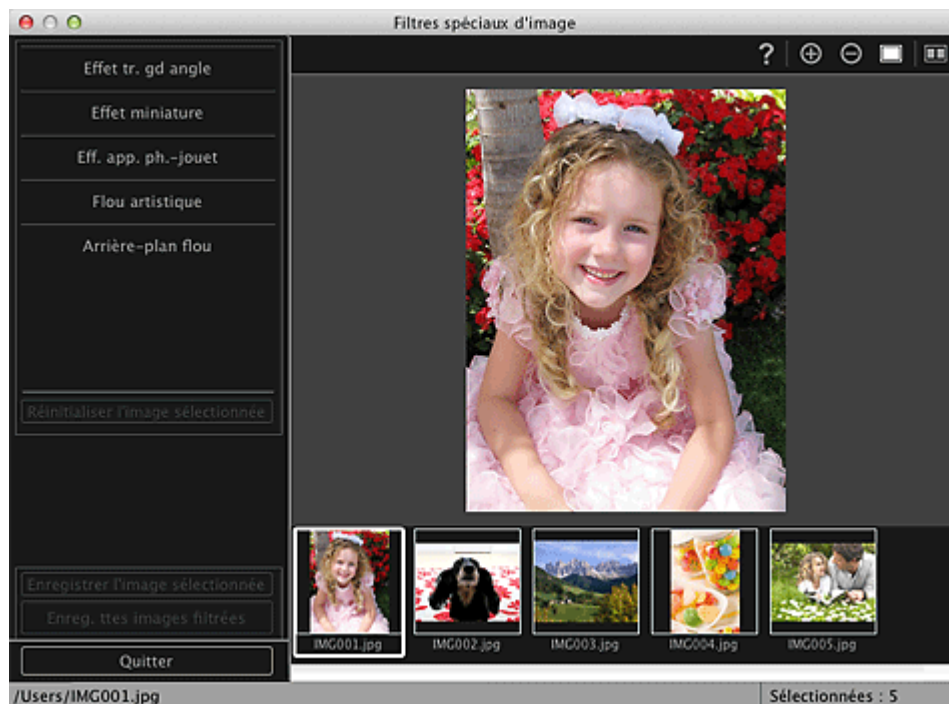 Filtres spéciaux d'image
?
Effet tr. gd angle
Effet miniature
Eff. app. ph.-jouet
Flou artistique
Arrière-plan flou
Réinitialiser l'image sélectionnée
Enregistrer l'image sélectionnée
Enreg. ttes images filtrées
Quitter
IMG001.jpg
IMG002.jpg
IMG003.jpg
IMG004.jpg
IMG005.jpg
/Users/IMG001.jpg
Sélectionnées : 5